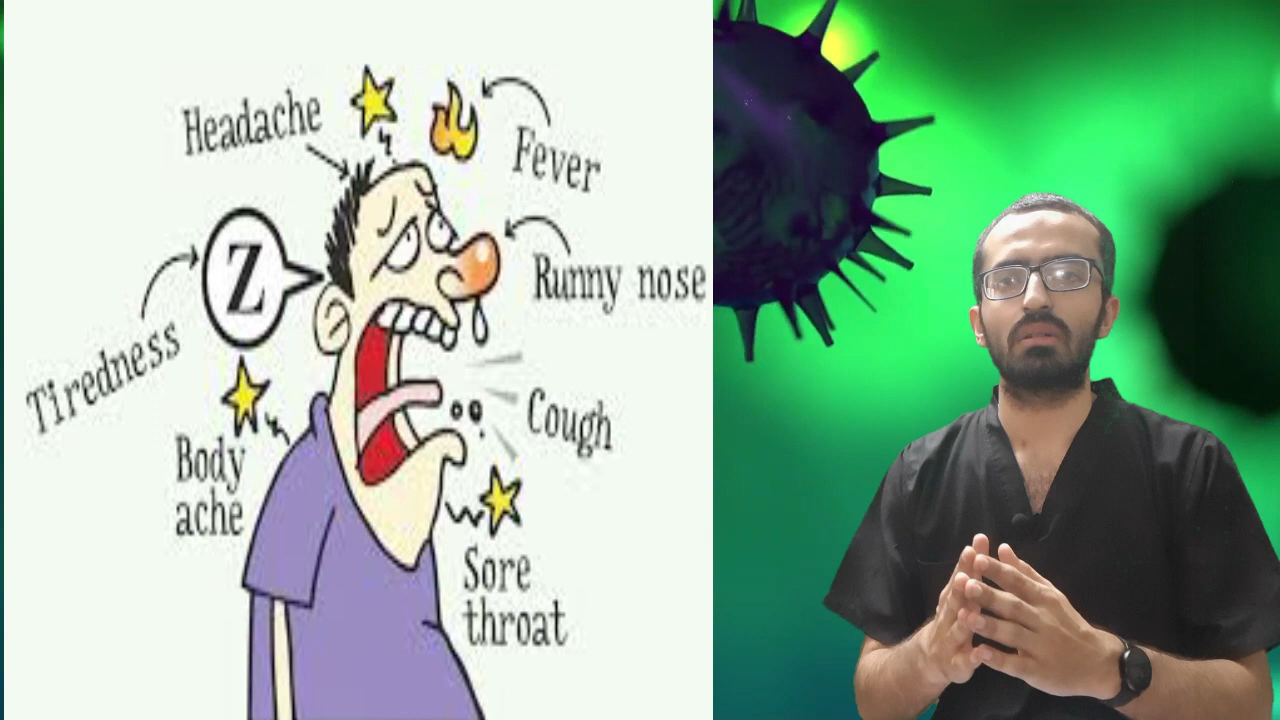 Headache
Fever
Z
Runny nose
Tiredness
Cough
Body
ache
Sore
throat